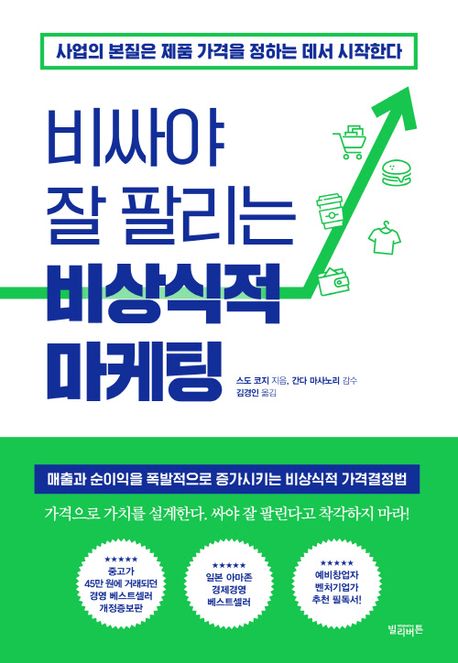 사업의 본질은 제품 가격을 정하는 데서 시작한다
비싸야
잘 팔리는
비상식적
마케팅
스도 코지 지음, 간다 마사노리 감수
김경인 옮김
매출과 순이익을 폭발적으로 증가시키는 비상식적 가격결정법
가격으로 가치를 설계한다. 싸야 잘 팔린다고 착각하지 마라!
★★★★★
중고가
45만 원에 거래되던
경영 베스트셀러
개정증보판
★★★★★
일본 아마존
경제경영
베스트셀러
★★★★★
예비창업자
벤처기업가
추천 필독서!
빌리버튼